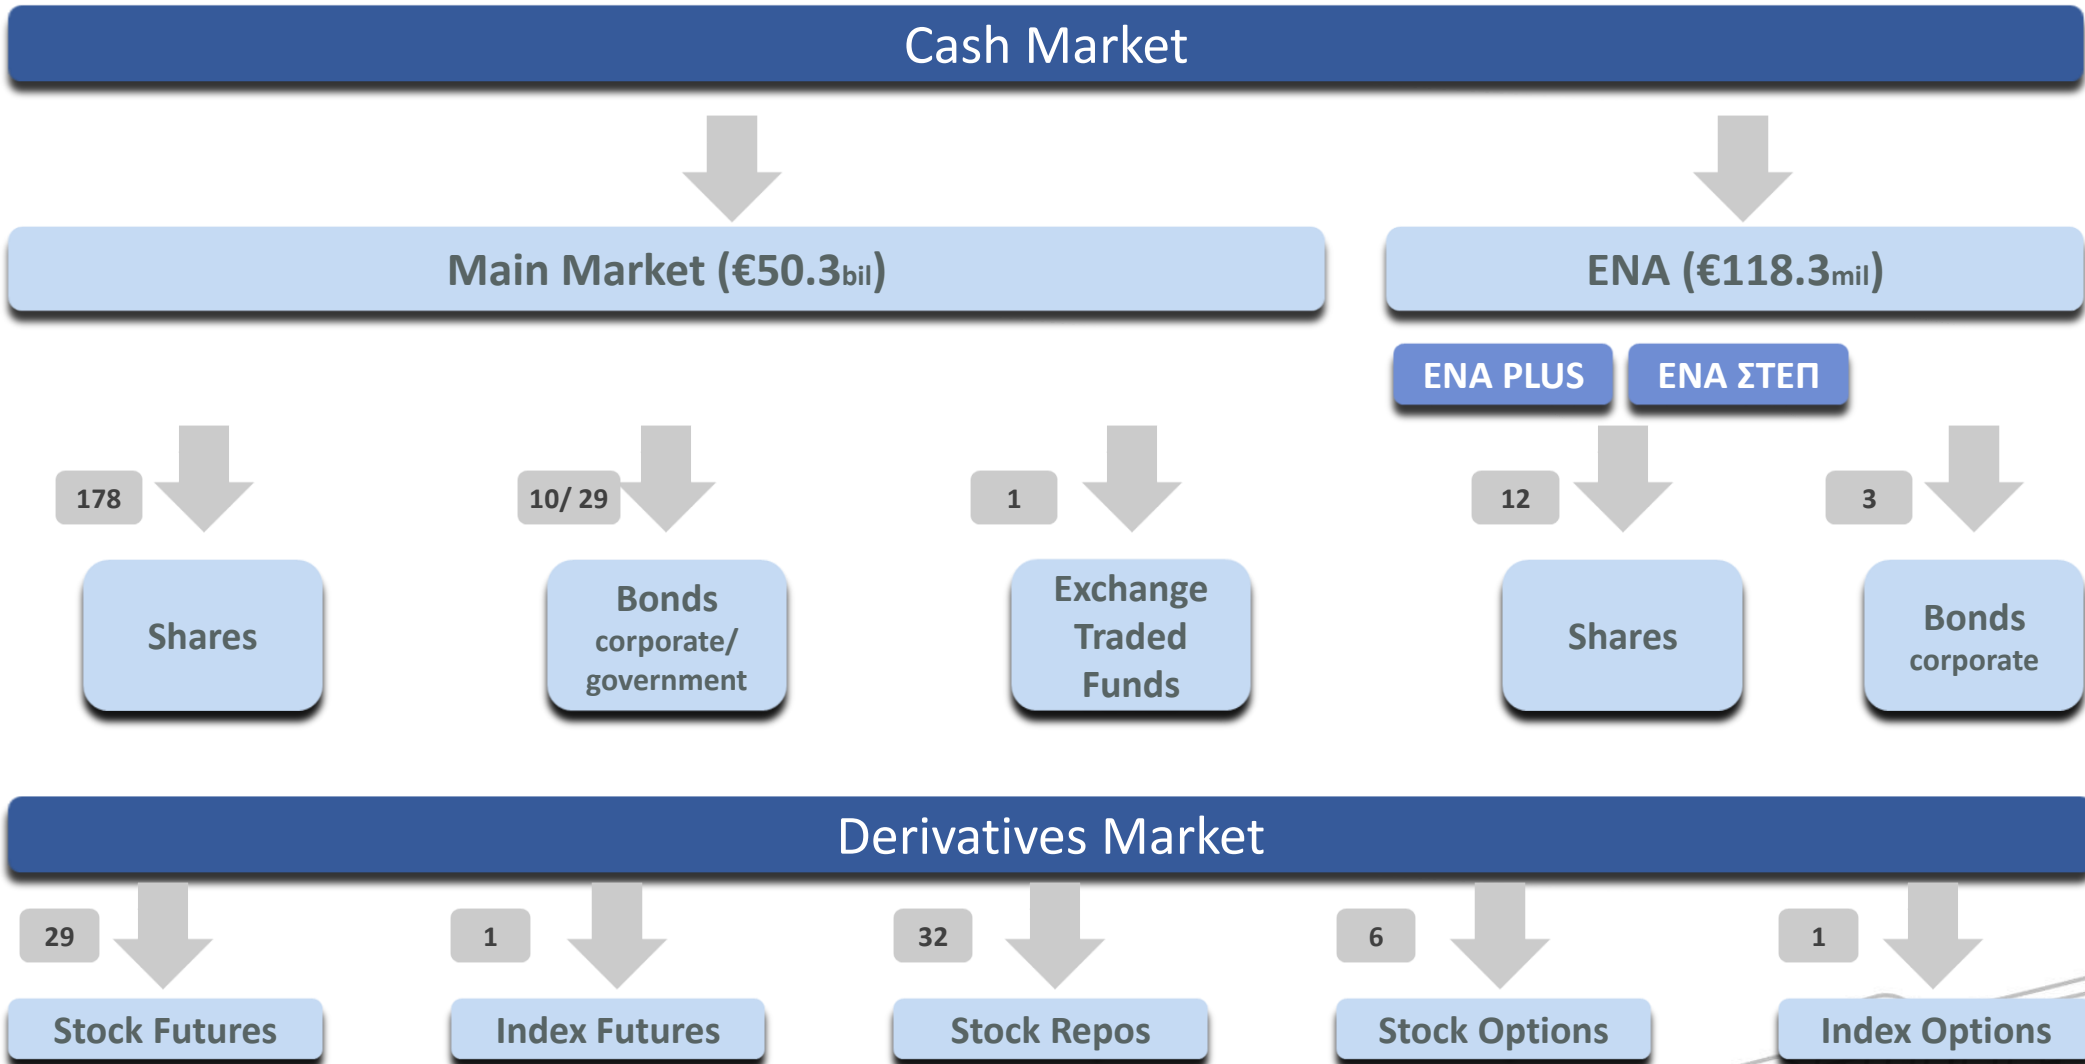 Cash Market
Main Market (€50.3bil)
ENA (€118.3mil)
ENA PLUS
ENA ΣΤΕΠ
178
10/ 29
1
12
3
Shares
Bonds
corporate/
government
Exchange
Traded
Funds
Shares
Bonds
corporate
Derivatives Market
29
1
32
6
1
Stock Futures
Index Futures
Stock Repos
Stock Options
Index Options